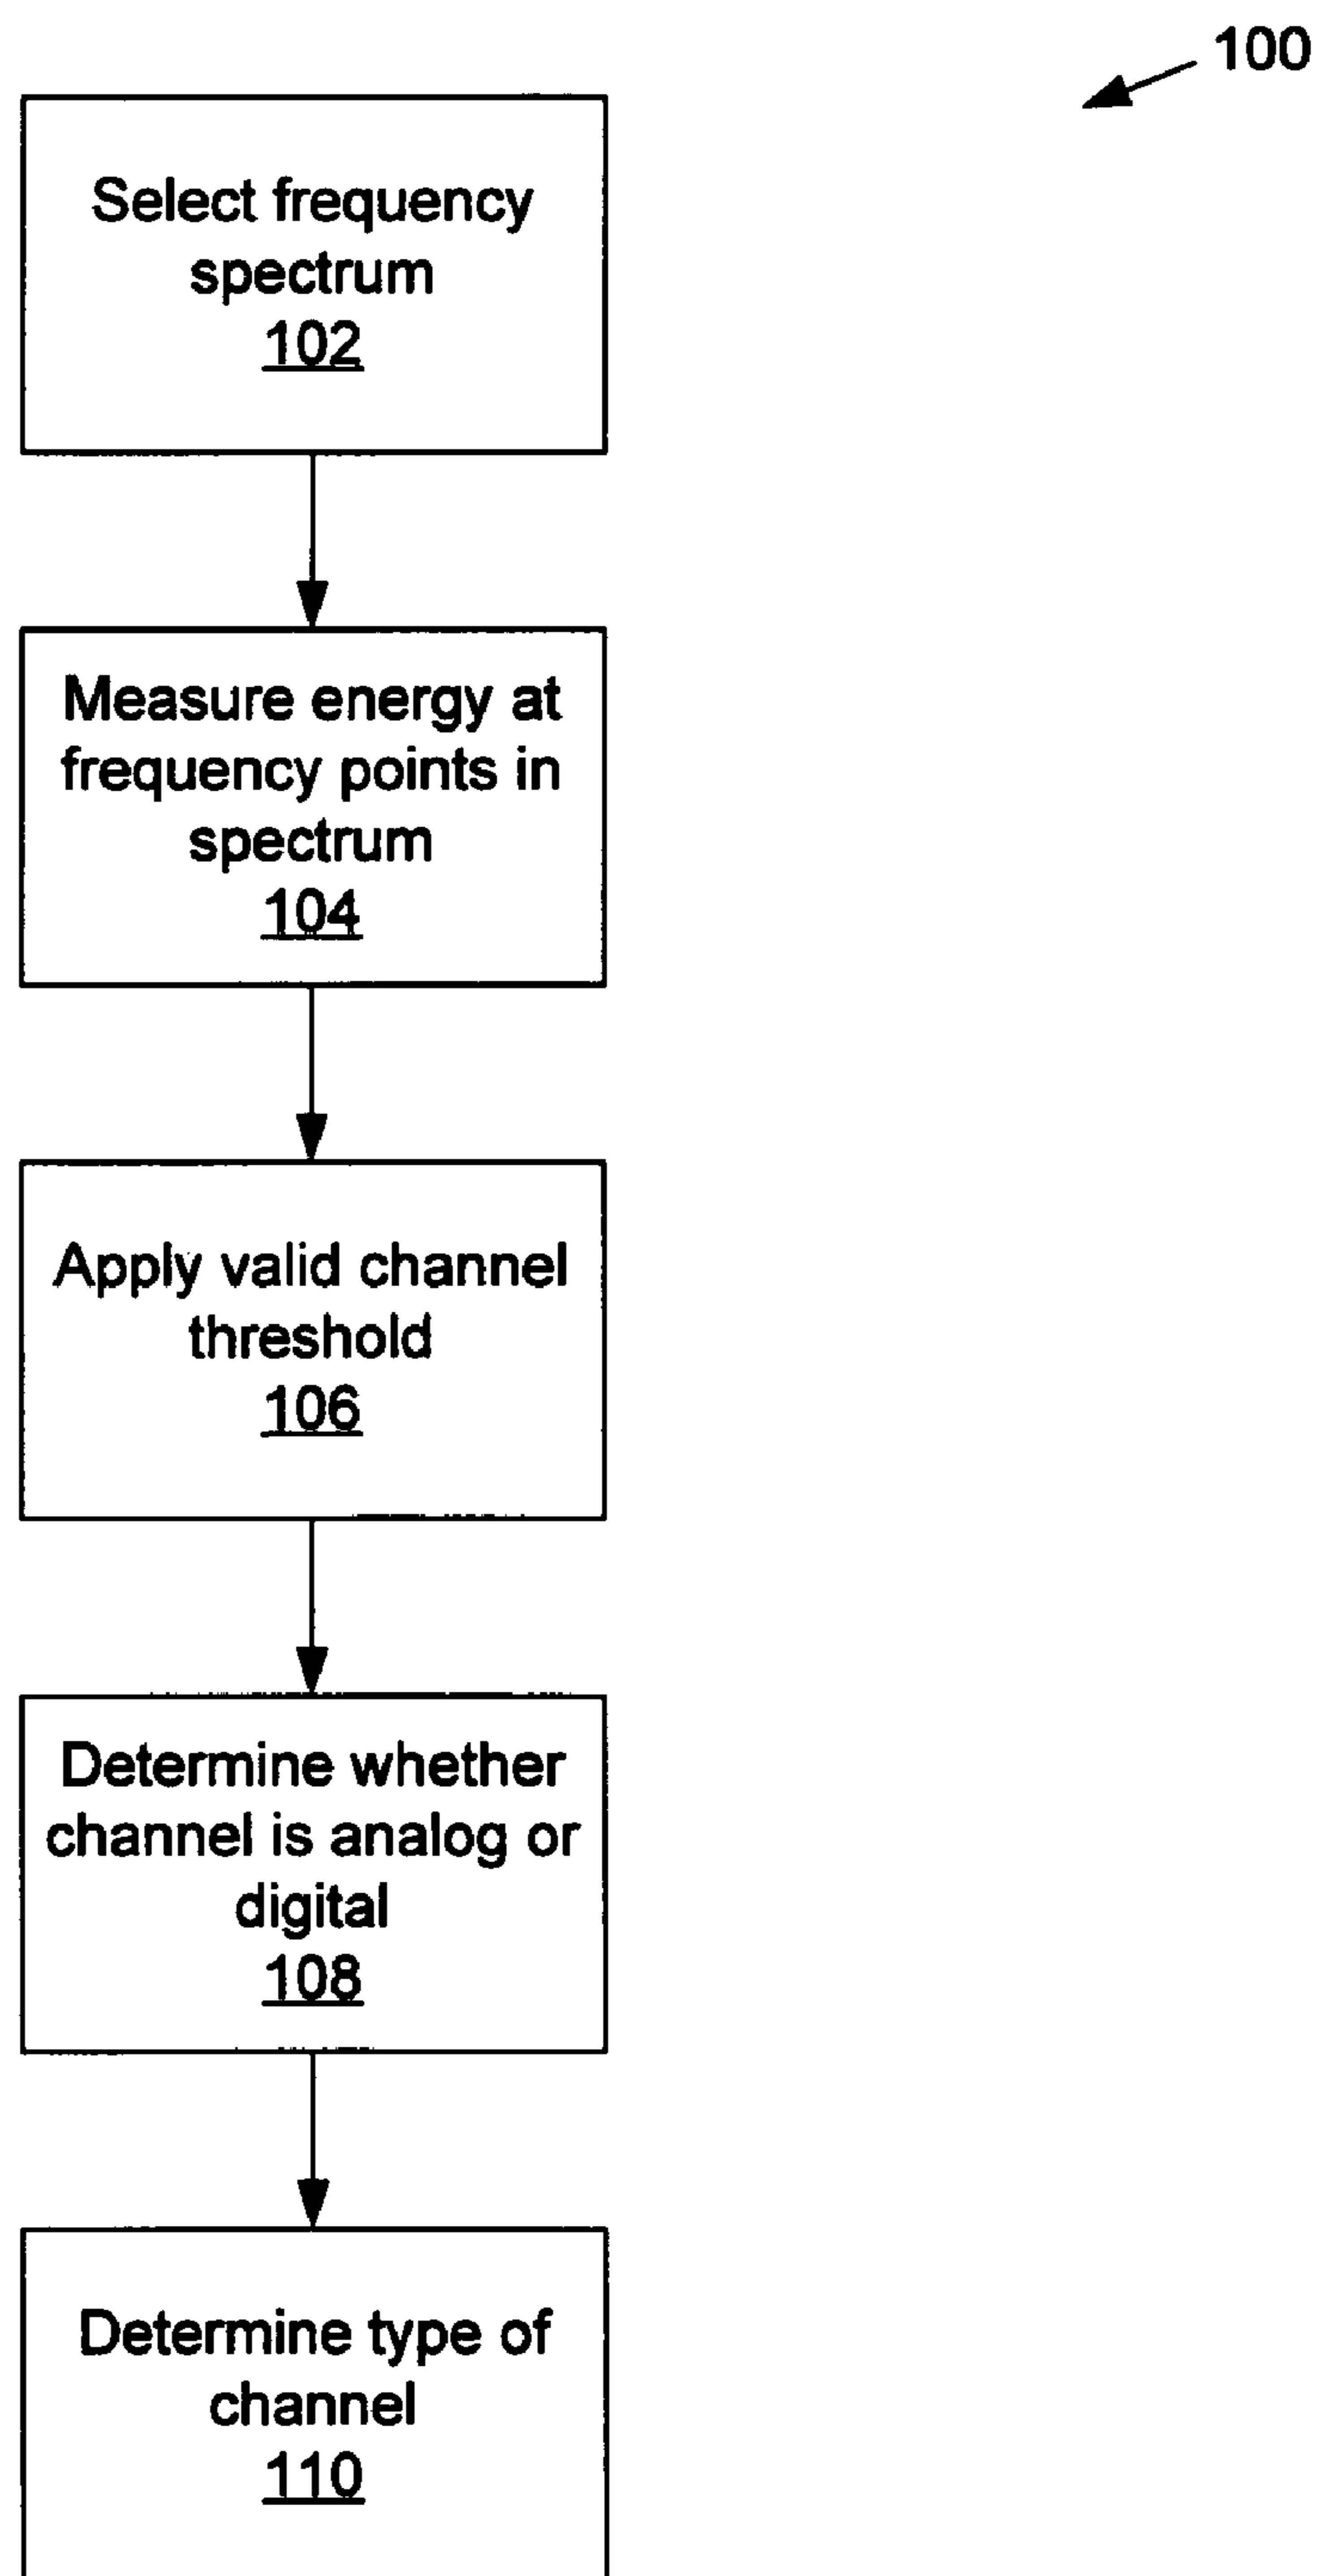 100
Select frequency
spectrum
102
Measure energy at
frequency points in
spectrum
104
Apply valid channel
threshold
106
Determine whether
channel is analog or
digital
108
Determine type of
channel
110